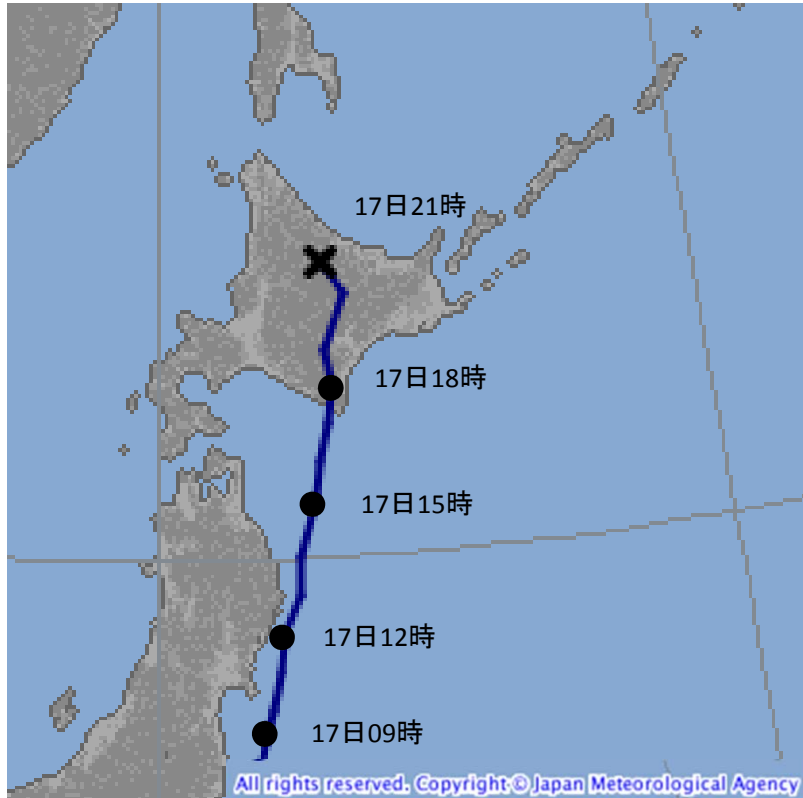 17日21時
17日18時
17日15時
17日12時
17日09時
All rights reserved. Copyright © Japan Meteorological Agency